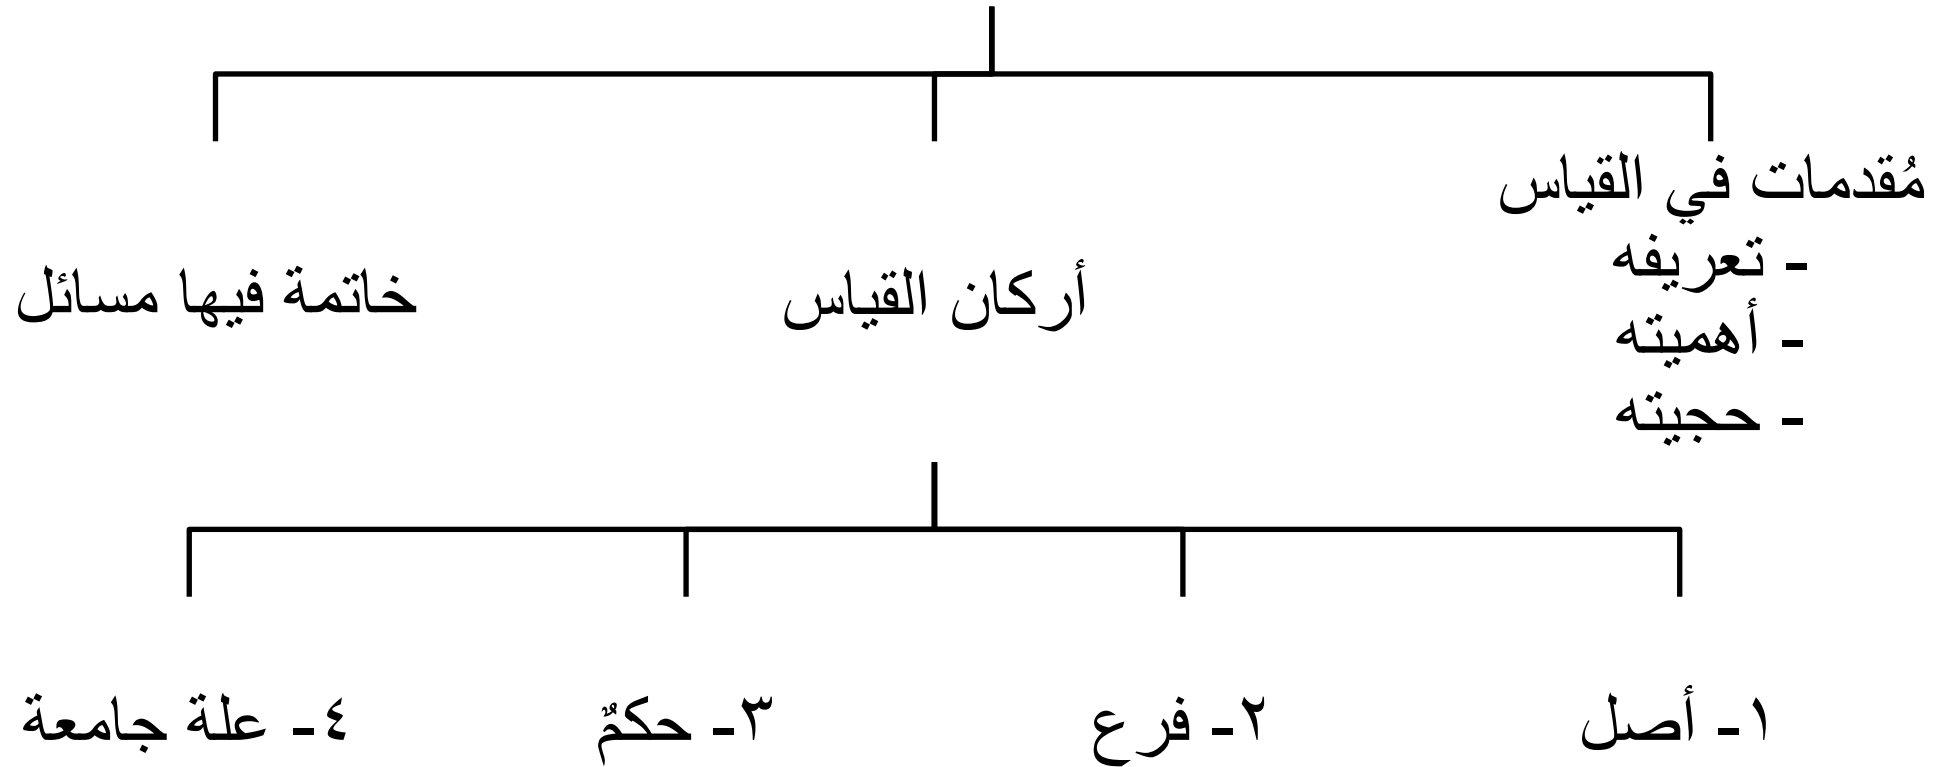 مُقدمات في القياس
- تعريفه
- أهميته
- حجيته
أركان القياس
خاتمة فيها مسائل
١- أصل
٢- فرع
٣- حكمٌ
٤- علة جامعة